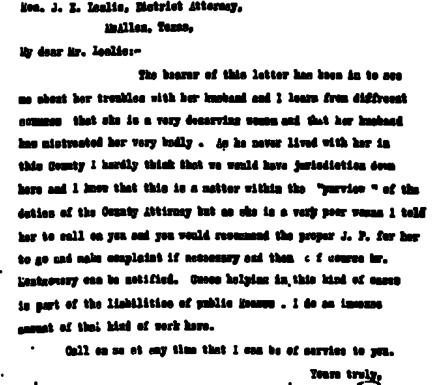 Hon. J. E. Leslie, District Attorney,
McAllen, Texas,
My dear Mr. Leslie:-
The bearer of this letter has been in to see
me about her troubles with her husband and I learn from different
sources that she is a very deserving woman and that her husband
has mistreated her very badly . As he never lived with her in
this County I hardly think that we would have jurisdiction down
here and I know that this is a matter within the "purview " of the
duties of the County Attirney but as she is a very poor woman I told
her to call on you and you would recommend the proper J. P. for her
to go and make complaint if necessary and then of course Mr.
can be notified. Guess helping in this kind of cases
is part of the liabilities of public . I do an immense
amount of that kind of work here.
Call on me at any time that I can be of service to you.
Yours truly,